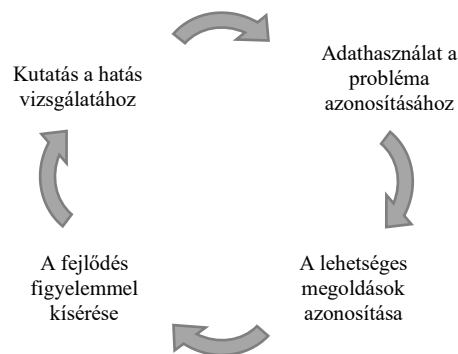 Kutatás a hatás
vizsgálatához
Adathasználat a
probléma
azonosításához
A lehetséges
megoldások
azonosítása
A fejlődés
figyelemmel
kísérése